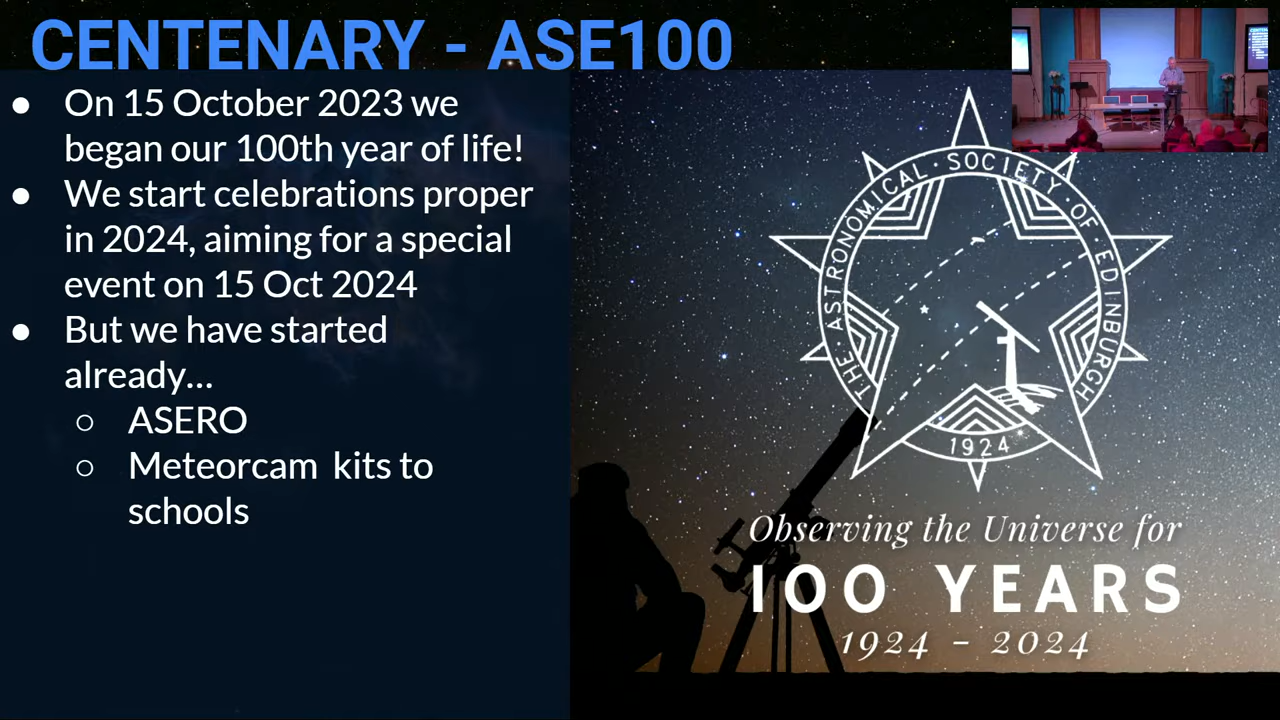 CENTENARY - ASE100
● On 15 October 2023 we
began our 100th year of life!
● We start celebrations proper
in 2024, aiming for a special
event on 15 Oct 2024
● But we have started
already...
○ ASERO
○ Meteorcam kits to
schools
THE ASTRONOMICAL · SOCIETY · OF · EDINBURGH
1924
Observing the Universe for
100 YEARS
1924 - 2024